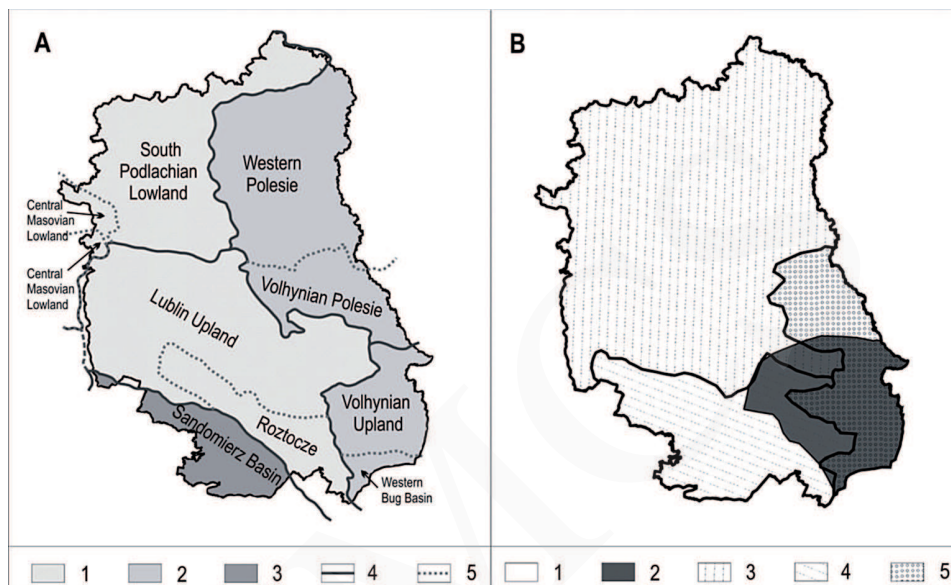 A
South
Podlachian
Lowland
Western
Polesie
Central
Masovian
Lowland
Central
Masovian
Lowland
Volhynian Polesie
Lublin Upland
Volhynian
Upland
Roztocze
Sandomierz Basin
Western
Bug Basin
1 2 3 4 5
B
1 2 3 4 5